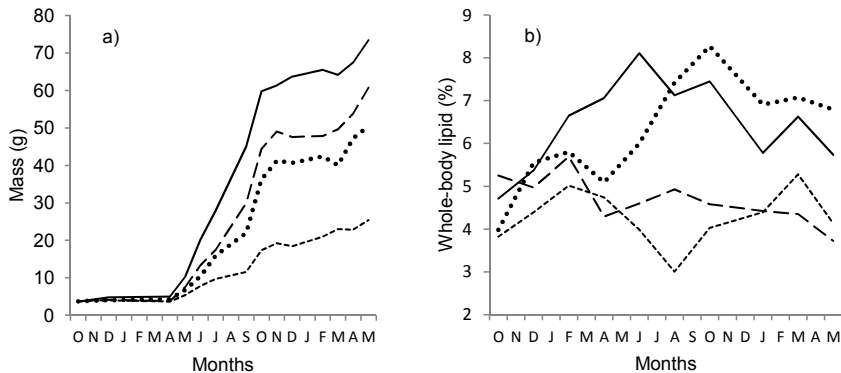 a)
Mass (g)
80
70
60
50
40
30
20
10
0
O N D J F M A M J J A S O N D J F M A M
Months
b)
Whole-body lipid (%)
9
8
7
6
5
4
3
2
O N D J F M A M J J A S O N D J F M A M
Months